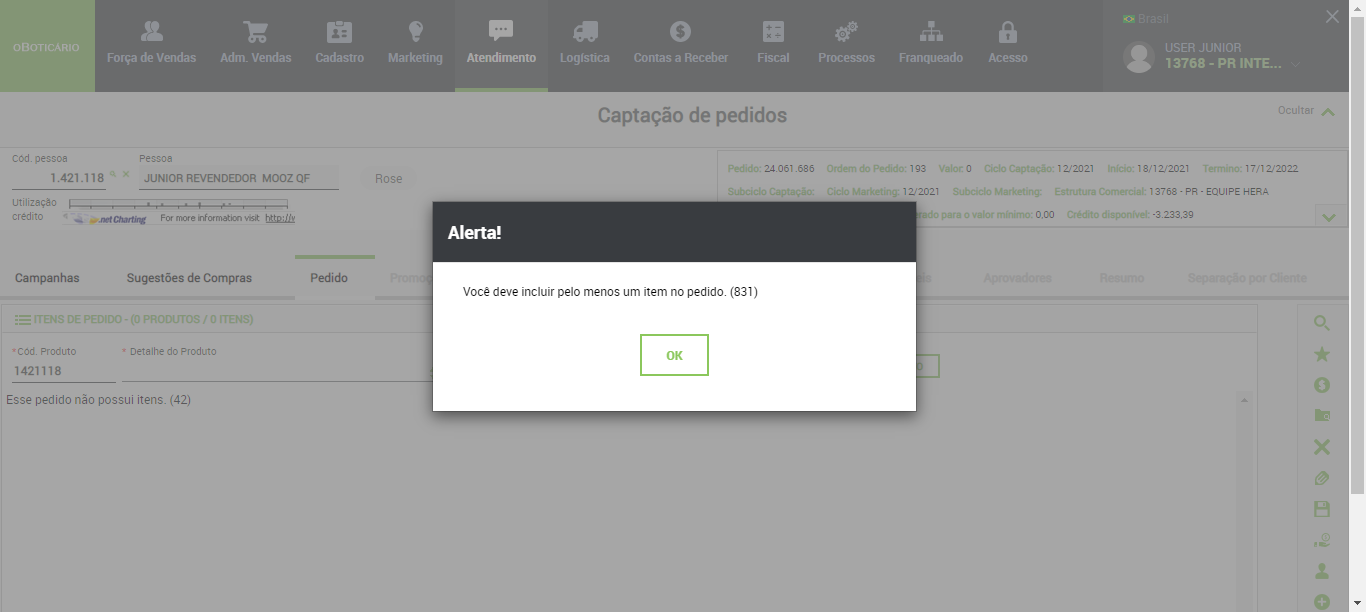 oBOTICÁRIO
Força de Vendas
Adm. Vendas
Cadastro
Marketing
Atendimento
Logística
Contas a Receber
Fiscal
Processos
Franqueado
Acesso
Brasil
USER JUNIOR
13768 - PR INTE...
Captação de pedidos
Ocultar
Cód. pessoa
Pessoa
1.421.118
JUNIOR REVENDEDOR MOOZ QF
Rose
Utilização
crédito
.net Charting
For more information visit http://
Pedido: 24.061.686 Ordem do Pedido: 193 Valor: 0 Ciclo Captação: 12/2021 Início: 18/12/2021 Termino: 17/12/2022
Subciclo Captação: Ciclo Marketing: 12/2021 Subciclo Marketing: Estrutura Comercial: 13768 - PR - EQUIPE HERA
para o valor mínimo: 0,00 Crédito disponível: -3.233,39
Alerta!
Você deve incluir pelo menos um item no pedido. (831)
OK
Campanhas
Sugestões de Compras
Pedido
Aprovadores
Resumo
Separação por Cliente
ITENS DE PEDIDO - (0 PRODUTOS / 0 ITENS)
*Cód. Produto
* Detalhe do Produto
1421118
Esse pedido não possui itens. (42)